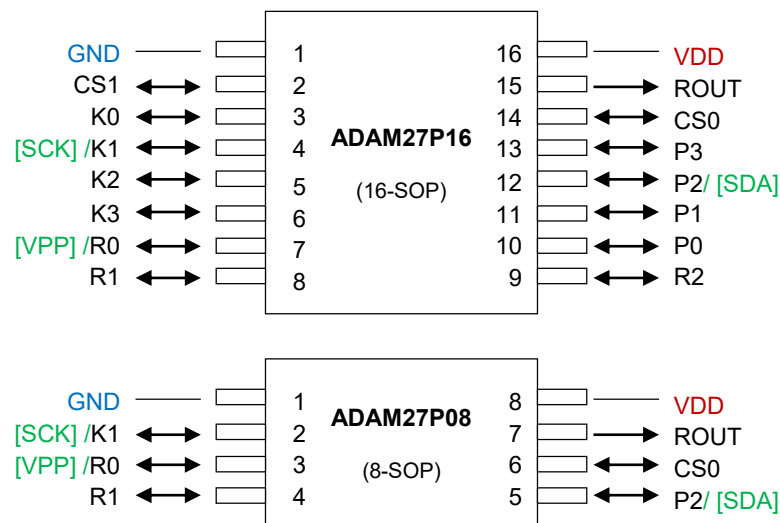 GND 1 16 VDD
CS1 2 15 ROUT
K0 3 14 CS0
[SCK] /K1 4 ADAM27P16 13 P3
K2 5 (16-SOP) 12 P2/ [SDA]
K3 6 11 P1
[VPP] /R0 7 10 P0
R1 8 9 R2
GND 1 8 VDD
[SCK] /K1 2 ADAM27P08 7 ROUT
[VPP] /R0 3 (8-SOP) 6 CS0
R1 4 5 P2/ [SDA]